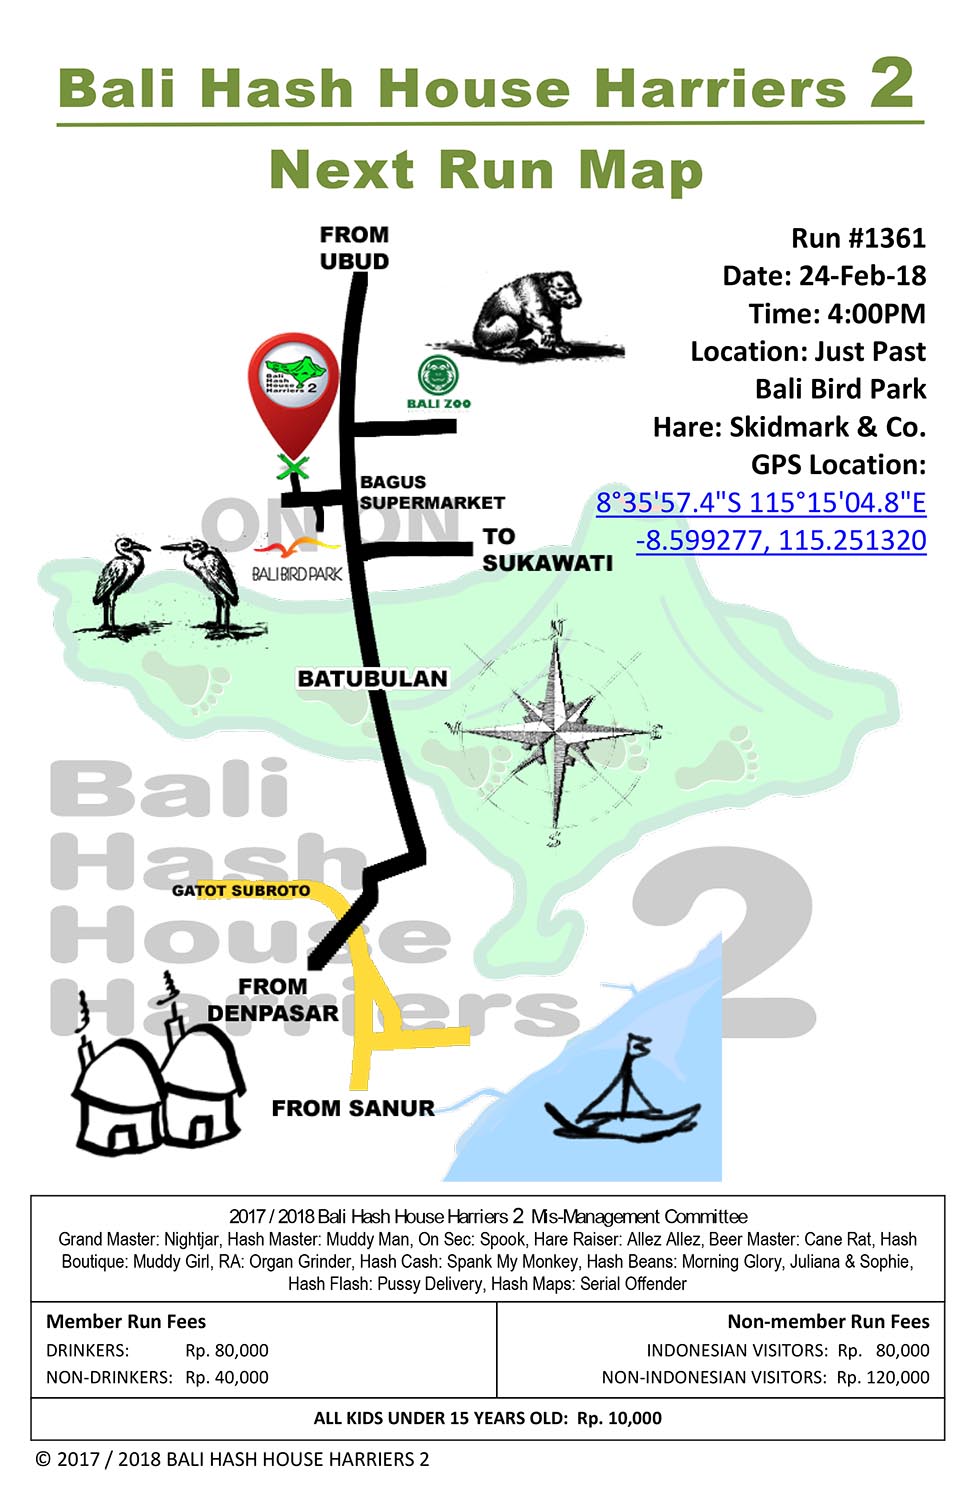 Bali Hash House Harriers 2
Next Run Map
FROM
UBUD
Run #1361
Date: 24-Feb-18
Time: 4:00PM
Location: Just Past
Bali Bird Park
Hare: Skidmark & Co.
GPS Location:
8°35'57.4"S 115°15'04.8"E
-8.599277, 115.251320
Bali
Hash
House
Harriers 2
BALI ZOO
BAGUS
SUPERMARKET
ON ON
TO
SUKAWATI
BALI BIRD PARK
BATUBULAN
N
W
E
S
Bali
Hash
House
Harriers 2
GATOT SUBROTO
FROM
DENPASAR
FROM SANUR
2017 / 2018 Bali Hash House Harriers 2 Mis-Management Committee
Grand Master: Nightjar, Hash Master: Muddy Man, On Sec: Spook, Hare Raiser: Allez Allez, Beer Master: Cane Rat, Hash
Boutique: Muddy Girl, RA: Organ Grinder, Hash Cash: Spank My Monkey, Hash Beans: Morning Glory, Juliana & Sophie,
Hash Flash: Pussy Delivery, Hash Maps: Serial Offender
Member Run Fees
DRINKERS: Rp. 80,000
NON-DRINKERS: Rp. 40,000
Non-member Run Fees
INDONESIAN VISITORS: Rp. 80,000
NON-INDONESIAN VISITORS: Rp. 120,000
ALL KIDS UNDER 15 YEARS OLD: Rp. 10,000
© 2017 / 2018 BALI HASH HOUSE HARRIERS 2